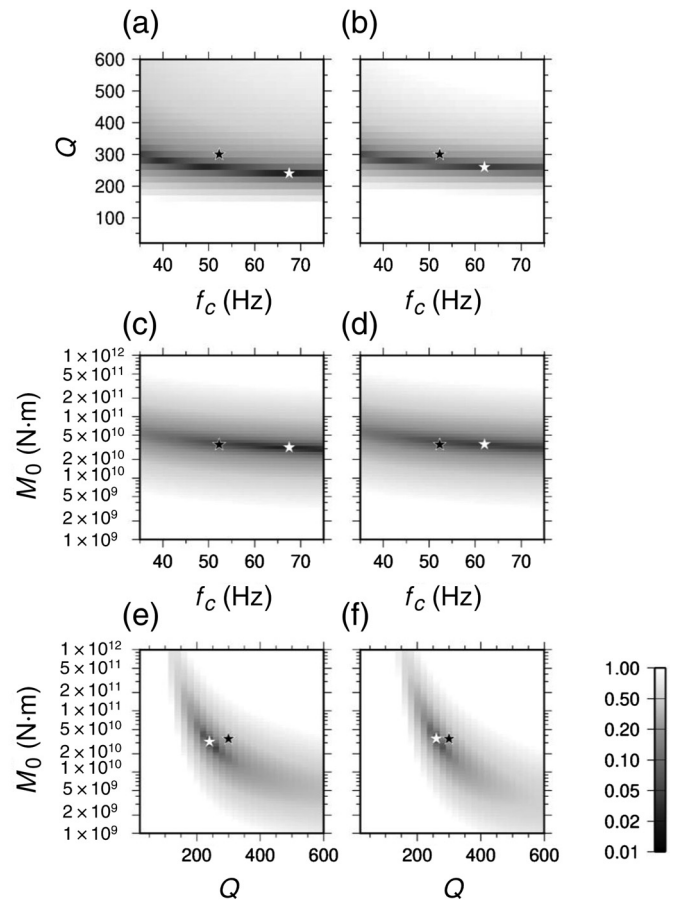 (a) (b)
600
500
400
300
200
100
Q
40 50 60 70 40 50 60 70
f_c (Hz) f_c (Hz)
(c) (d)
1 × 10^12
5 × 10^11
2 × 10^11
1 × 10^11
5 × 10^10
2 × 10^10
1 × 10^10
5 × 10^9
2 × 10^9
1 × 10^9
M_0 (N·m)
40 50 60 70 40 50 60 70
f_c (Hz) f_c (Hz)
(e) (f)
1 × 10^12
5 × 10^11
2 × 10^11
1 × 10^11
5 × 10^10
2 × 10^10
1 × 10^10
5 × 10^9
2 × 10^9
1 × 10^9
M_0 (N·m)
200 400 600 200 400 600
Q Q
1.00
0.50
0.20
0.10
0.05
0.02
0.01